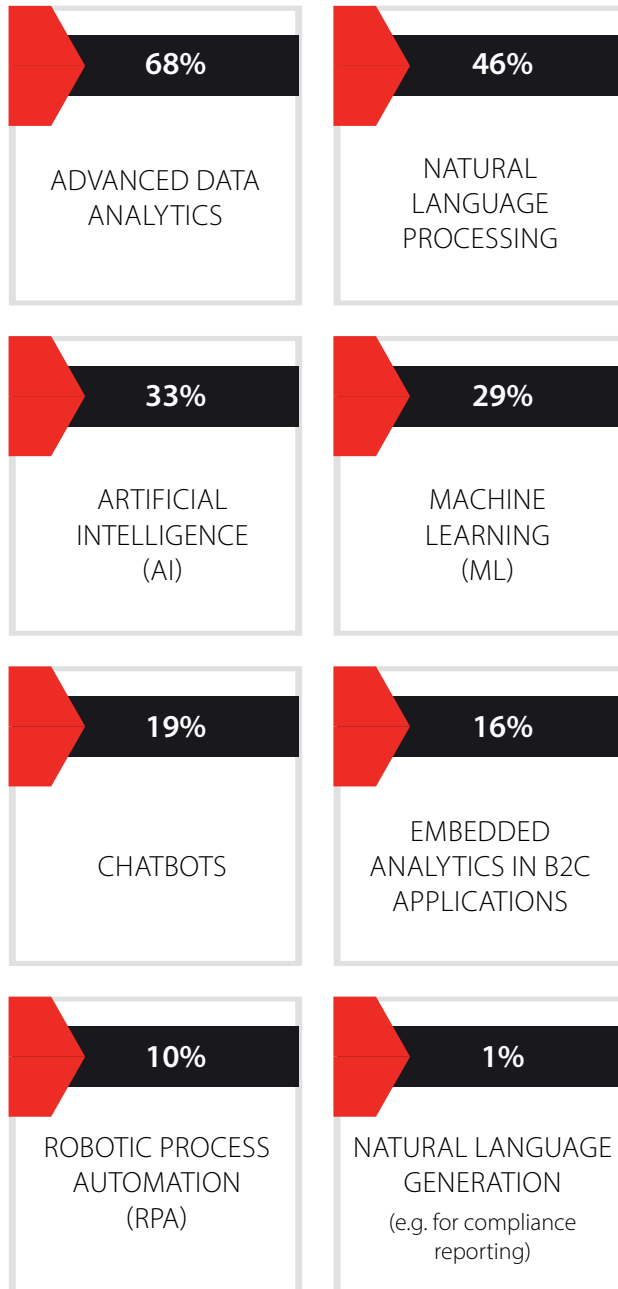 68%
ADVANCED DATA
ANALYTICS
46%
NATURAL
LANGUAGE
PROCESSING
33%
ARTIFICIAL
INTELLIGENCE
(AI)
29%
MACHINE
LEARNING
(ML)
19%
CHATBOTS
16%
EMBEDDED
ANALYTICS IN B2C
APPLICATIONS
10%
ROBOTIC PROCESS
AUTOMATION
(RPA)
1%
NATURAL LANGUAGE
GENERATION
(e.g. for compliance
reporting)